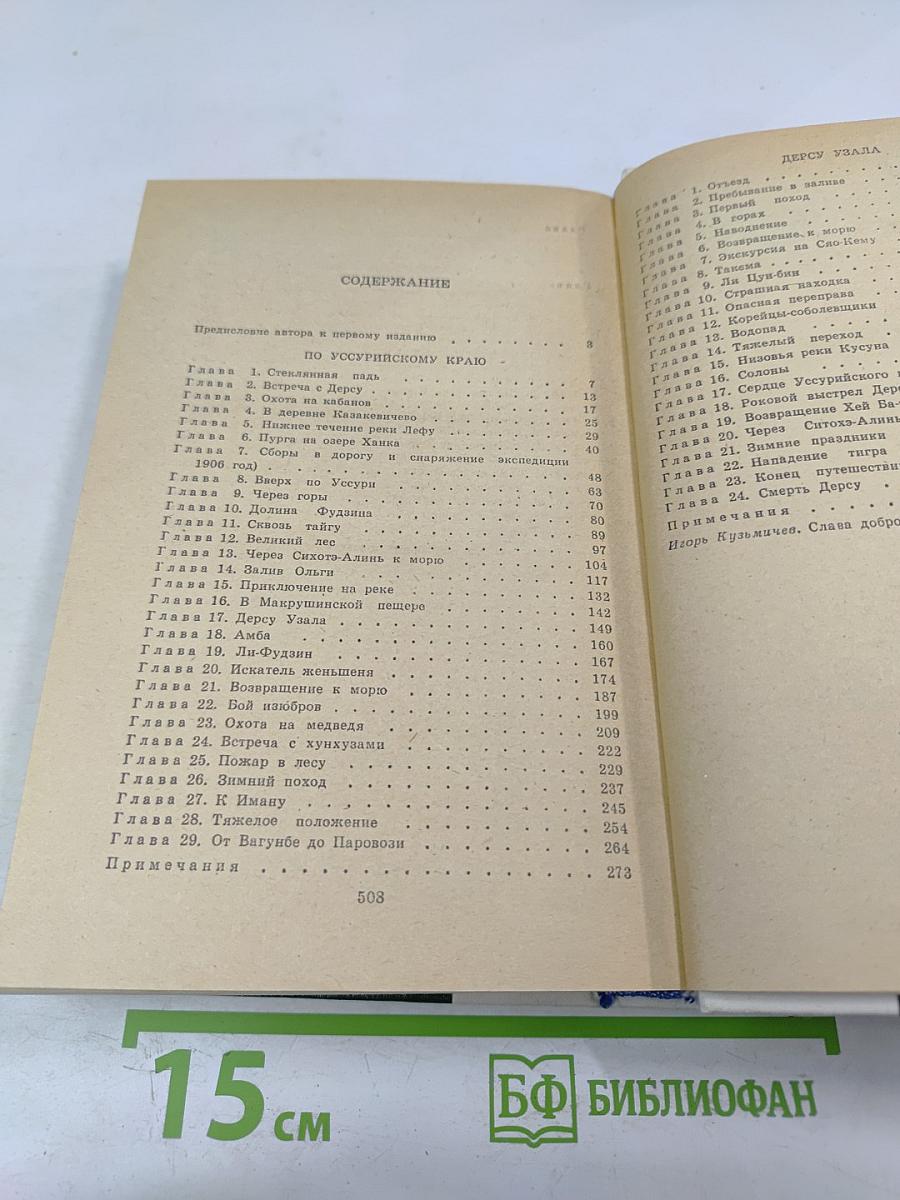 СОДЕРЖАНИЕ
Предисловие автора к первому изданию . . . . . . . 3
ПО УССУРИЙСКОМУ КРАЮ
Глава 1. Стеклянная падь . . . . . . . . . 7
Глава 2. Встреча с Дерсу . . . . . . . . . 13
Глава 3. Охота на кабанов . . . . . . . . . 17
Глава 4. В деревне Казакевичево . . . . . . . . 25
Глава 5. Нижнее течение реки Лефу . . . . . . . 29
Глава 6. Пурга на озере Ханка . . . . . . . . 40
Глава 7. Сборы в дорогу и снаряжение экспедиции
1906 год) . . . . . . . . . . . . . 48
Глава 8. Вверх по Уссури . . . . . . . . . 63
Глава 9. Через горы . . . . . . . . . . 70
Глава 10. Долина Фудзина . . . . . . . . . 80
Глава 11. Сквозь тайгу . . . . . . . . . . 89
Глава 12. Великий лес . . . . . . . . . . 97
Глава 13. Через Сихотэ-Алинь к морю . . . . . . . 104
Глава 14. Залив Ольги . . . . . . . . . . 117
Глава 15. Приключение на реке . . . . . . . . 132
Глава 16. В Макрушинской пещере . . . . . . . 142
Глава 17. Дерсу Узала . . . . . . . . . . 149
Глава 18. Амба . . . . . . . . . . . 160
Глава 19. Ли-Фудзин . . . . . . . . . . 167
Глава 20. Искатель женьшеня . . . . . . . . 174
Глава 21. Возвращение к морю . . . . . . . . 187
Глава 22. Бой изюбров . . . . . . . . . . 199
Глава 23. Охота на медведя . . . . . . . . . 209
Глава 24. Встреча с хунхузами . . . . . . . . 222
Глава 25. Пожар в лесу . . . . . . . . . . 229
Глава 26. Зимний поход . . . . . . . . . . 237
Глава 27. К Иману . . . . . . . . . . . 245
Глава 28. Тяжелое положение . . . . . . . . 254
Глава 29. От Вагунбе до Паровози . . . . . . . 264
Примечания . . . . . . . . . . . . . 273
503
ДЕРСУ УЗАЛА
Глава 1. Отъезд . . . . . . .
Глава 2. Пребывание в заливе . .
Глава 3. Первый поход . . . .
Глава 4. В горах . . . . . .
Глава 5. Наводнение . . . . .
Глава 6. Возвращение к морю . .
Глава 7. Экскурсия на Сяо-Кему
Глава 8. Такема . . . . . .
Глава 9. Ли Цун-бин . . . . .
Глава 10. Страшная находка . . .
Глава 11. Опасная переправа . .
Глава 12. Корейцы-соболевщики . .
Глава 13. Водопад . . . . . .
Глава 14. Тяжелый переход . . .
Глава 15. Низовья реки Кусуна .
Глава 16. Солоны . . . . . .
Глава 17. Сердце Уссурийского
Глава 18. Роковой выстрел
Глава 19. Возвращение Хей
Глава 20. Через Ситохэ-Алинь
Глава 21. Зимние праздники
Глава 22. Нападение тигра
Глава 23. Конец
Глава 24. Смерть Дерсу . .
Примечания . . . . . .
Игорь Кузьмичев. Слава
15 см
БФ БИБЛИОФАН